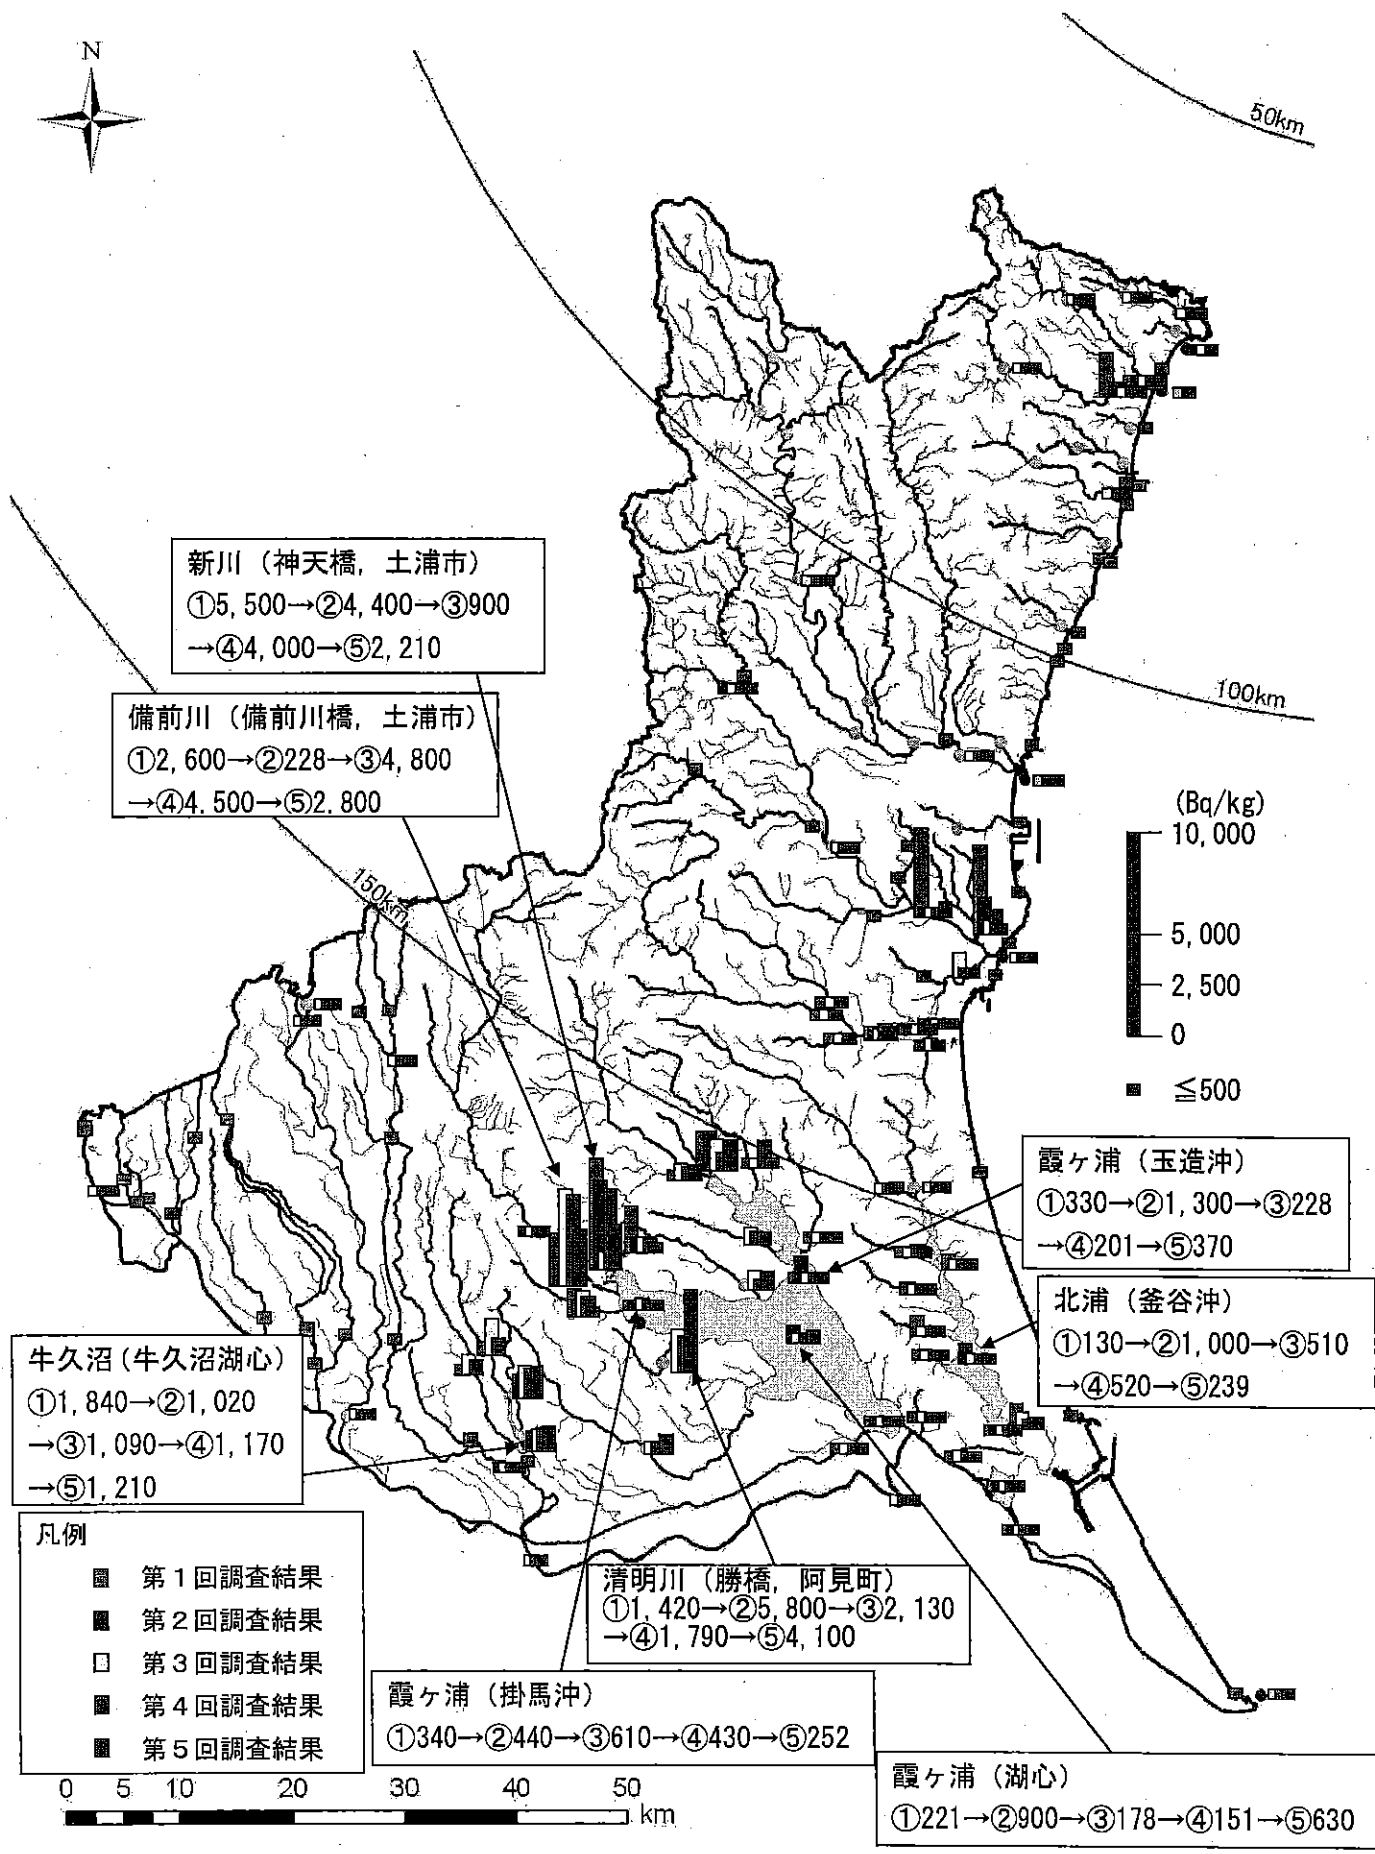 N
50km
新川（神天橋，土浦市）
①5,500→②4,400→③900
→④4,000→⑤2,210
備前川（備前川橋，土浦市）
①2,600→②228→③4,800
→④4.500→⑤2.800
100km
150km
(Bq/kg)
10,000
5,000
2,500
0
≦500
霞ヶ浦（玉造沖）
①330→②1,300→③228
→④201→⑤370
北浦（釜谷沖）
①130→②1,000→③510
→④520→⑤239
牛久沼(牛久沼湖心)
①1,840→②1,020
→③1,090→④1,170
→⑤1,210
凡例
第1回調査結果
第2回調査結果
第3回調査結果
第4回調査結果
第5回調査結果
清明川（勝橋，阿見町）
①1,420→②5,800→③2,130
→④1,790→⑤4,100
霞ヶ浦（掛馬沖）
①340→②440→③610→④430→⑤252
霞ヶ浦（湖心）
①221→②900→③178→④151→⑤630
0 5 10 20 30 40 50
km